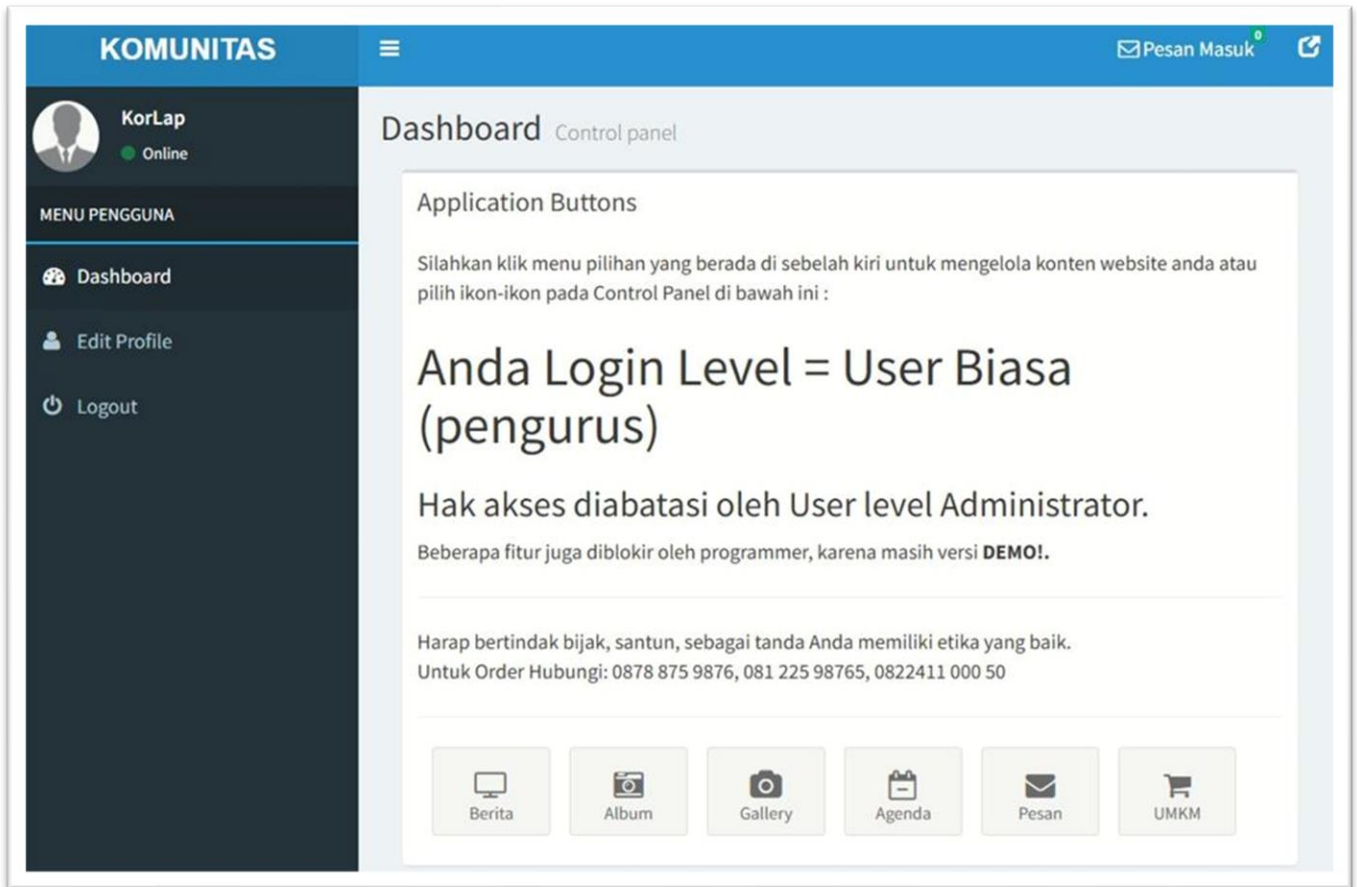 KOMUNITAS
Pesan Masuk 0
KorLap
Online
MENU PENGGUNA
Dashboard
Edit Profile
Logout
Dashboard Control panel
Application Buttons
Silahkan klik menu pilihan yang berada di sebelah kiri untuk mengelola konten website anda atau
pilih ikon-ikon pada Control Panel di bawah ini :
Anda Login Level = User Biasa
(pengurus)
Hak akses diabatasi oleh User level Administrator.
Beberapa fitur juga diblokir oleh programmer, karena masih versi DEMO!.
Harap bertindak bijak, santun, sebagai tanda Anda memiliki etika yang baik.
Untuk Order Hubungi: 0878 875 9876, 081 225 98765, 0822411 000 50
Berita Album Gallery Agenda Pesan UMKM